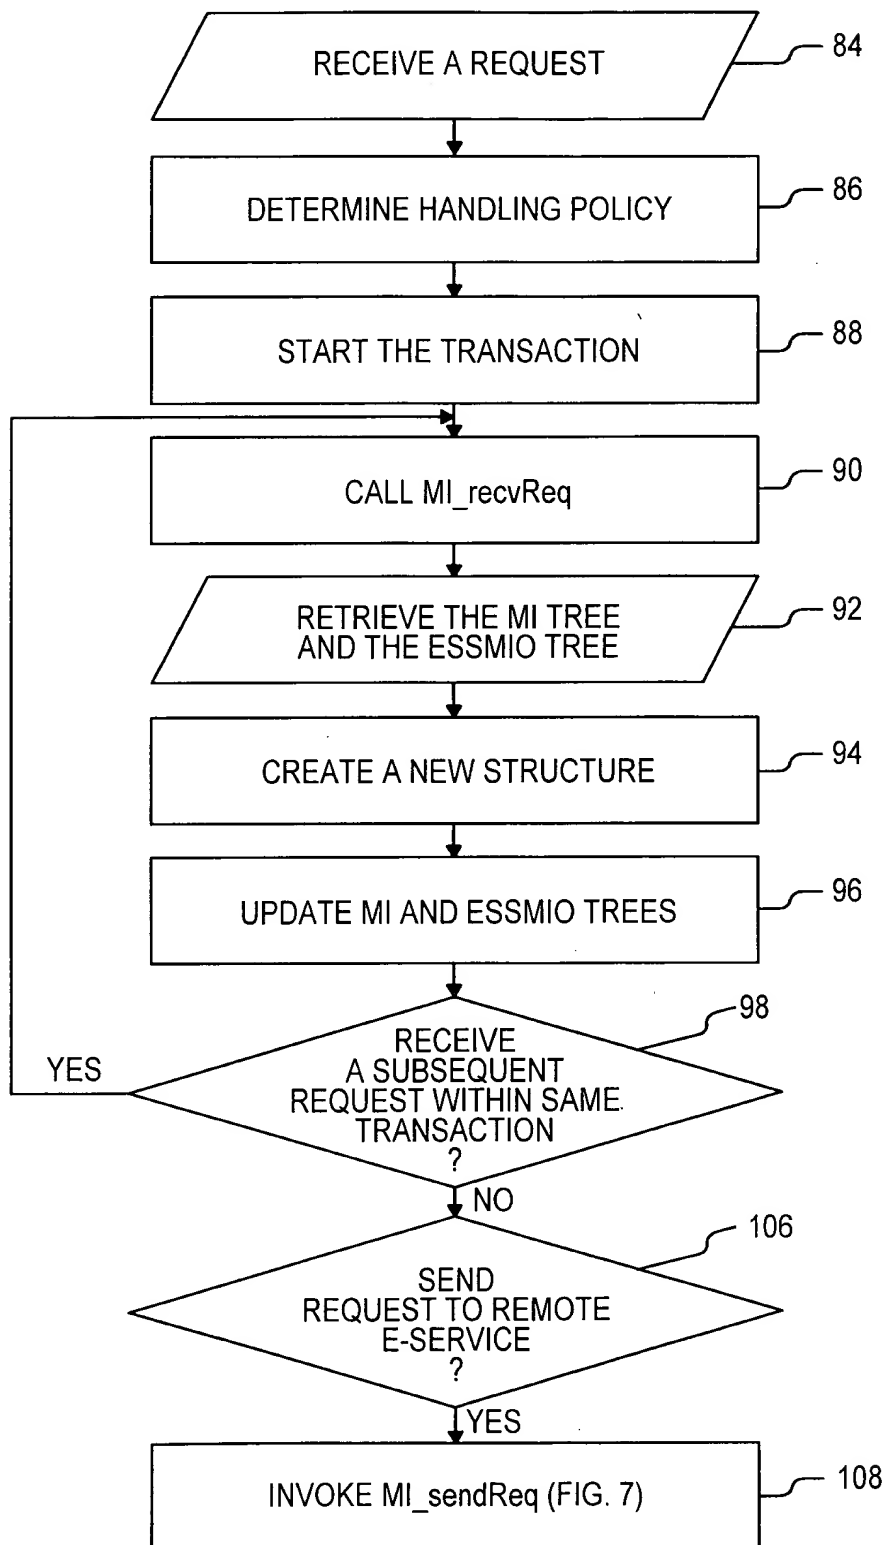 RECEIVE A REQUEST
84
DETERMINE HANDLING POLICY
86
START THE TRANSACTION
88
CALL MI_recvReq
90
RETRIEVE THE MI TREE
AND THE ESSMIO TREE
92
CREATE A NEW STRUCTURE
94
UPDATE MI AND ESSMIO TREES
96
RECEIVE
A SUBSEQUENT
REQUEST WITHIN SAME
TRANSACTION
?
98
YES
NO
SEND
REQUEST TO REMOTE
E-SERVICE
?
106
YES
INVOKE MI_sendReq (FIG. 7)
108